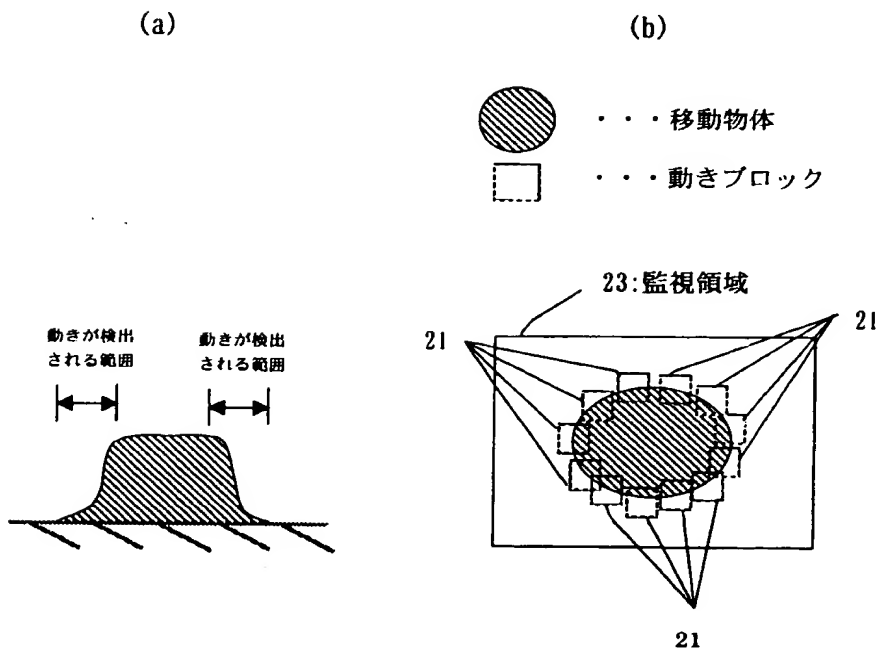 (a)
(b)
・・・移動物体
・・・動きブロック
23:監視領域
動きが検出
される範囲
動きが検出
される範囲
21
21
21